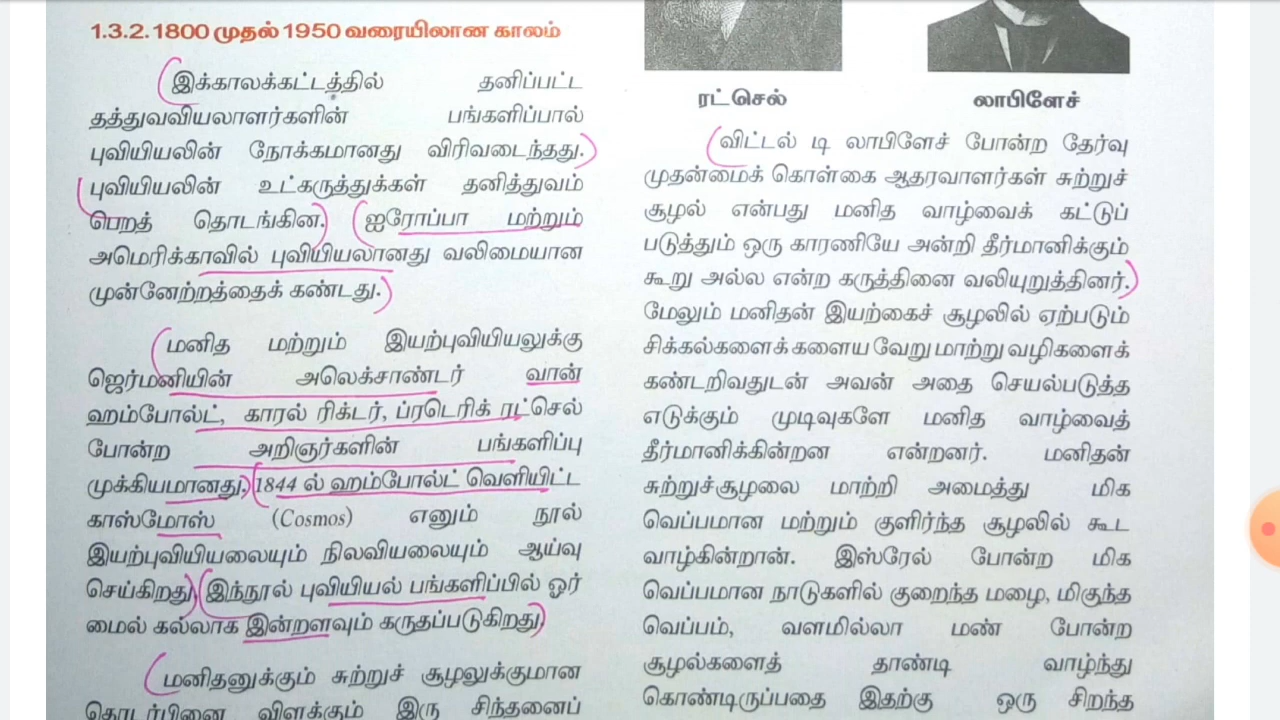 1.3.2. 1800 முதல் 1950 வரையிலான காலம்
இக்காலக்கட்டத்தில் தனிப்பட்ட
தத்துவவியலாளர்களின் பங்களிப்பால்
புவியியலின் நோக்கமானது விரிவடைந்தது.
புவியியலின் உட்கருத்துக்கள் தனித்துவம்
பெறத் தொடங்கின. ஐரோப்பா மற்றும்
அமெரிக்காவில் புவியியலானது வலிமையான
முன்னேற்றத்தைக் கண்டது.
மனித மற்றும் இயற்புவியியலுக்கு
ஜெர்மனியின் அலெக்சாண்டர் வான்
ஹம்போல்ட், காரல் ரிக்டர், ப்ரடெரிக் ரட்செல்
போன்ற அறிஞர்களின் பங்களிப்பு
முக்கியமானது. 1844 ல் ஹம்போல்ட் வெளியிட்ட
காஸ்மோஸ் (Cosmos) எனும் நூல்
இயற்புவியியலையும் நிலவியலையும் ஆய்வு
செய்கிறது. இந்நூல் புவியியல் பங்களிப்பில் ஓர்
மைல் கல்லாக இன்றளவும் கருதப்படுகிறது.
மனிதனுக்கும் சுற்றுச் சூழலுக்குமான
தொடர்பினை விளக்கும் இரு சிந்தனைப்
ரட்செல்
லாபிளேச்
விட்டல் டி லாபிளேச் போன்ற தேர்வு
முதன்மைக் கொள்கை ஆதரவாளர்கள் சுற்றுச்
சூழல் என்பது மனித வாழ்வைக் கட்டுப்
படுத்தும் ஒரு காரணியே அன்றி தீர்மானிக்கும்
கூறு அல்ல என்ற கருத்தினை வலியுறுத்தினர்.
மேலும் மனிதன் இயற்கைச் சூழலில் ஏற்படும்
சிக்கல்களைக் களைய வேறு மாற்று வழிகளைக்
கண்டறிவதுடன் அவன் அதை செயல்படுத்த
எடுக்கும் முடிவுகளே மனித வாழ்வைத்
தீர்மானிக்கின்றன என்றனர். மனிதன்
சுற்றுச்சூழலை மாற்றி அமைத்து மிக
வெப்பமான மற்றும் குளிர்ந்த சூழலில் கூட
வாழ்கின்றான். இஸ்ரேல் போன்ற மிக
வெப்பமான நாடுகளில் குறைந்த மழை, மிகுந்த
வெப்பம், வளமில்லா மண் போன்ற
சூழல்களைத் தாண்டி வாழ்ந்து
கொண்டிருப்பதை இதற்கு ஒரு சிறந்த